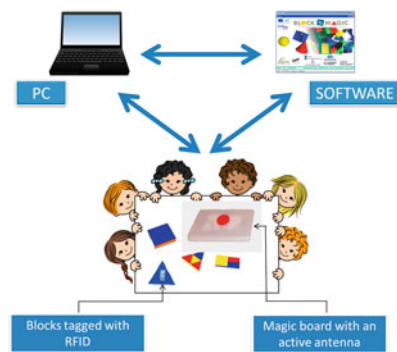 BLOCK MAGIC
PC
SOFTWARE
Blocks tagged with
RFID
Magic board with an
active antenna